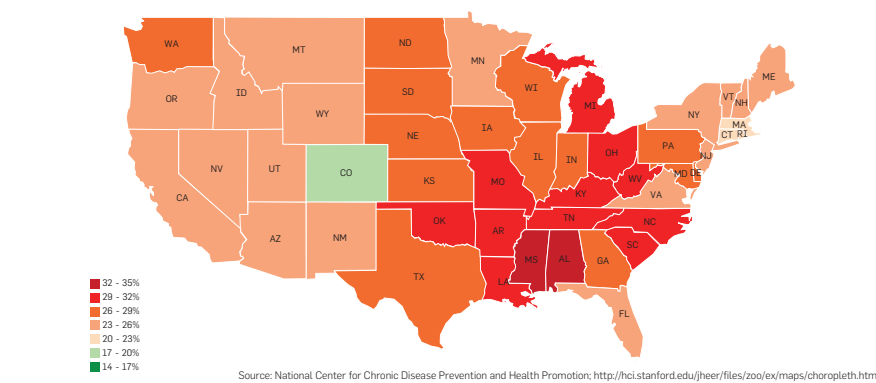 WA
ND
MT
MN
ME
ID
VT
NH
OR
SD
WI
MI
NY
WY
MA
CT RI
IA
NE
PA
NJ
OH
IL
IN
NV
UT
CO
MD DE
KS
MO
WV
KY
VA
CA
TN
NC
OK
AR
AZ
NM
SC
MS
AL
GA
TX
LA
FL
32 - 35%
29 - 32%
26 - 29%
23 - 26%
20 - 23%
17 - 20%
14 - 17%
Source: National Center for Chronic Disease Prevention and Health Promotion; http://hci.stanford.edu/jheer/files/zoo/ex/maps/choropleth.htm